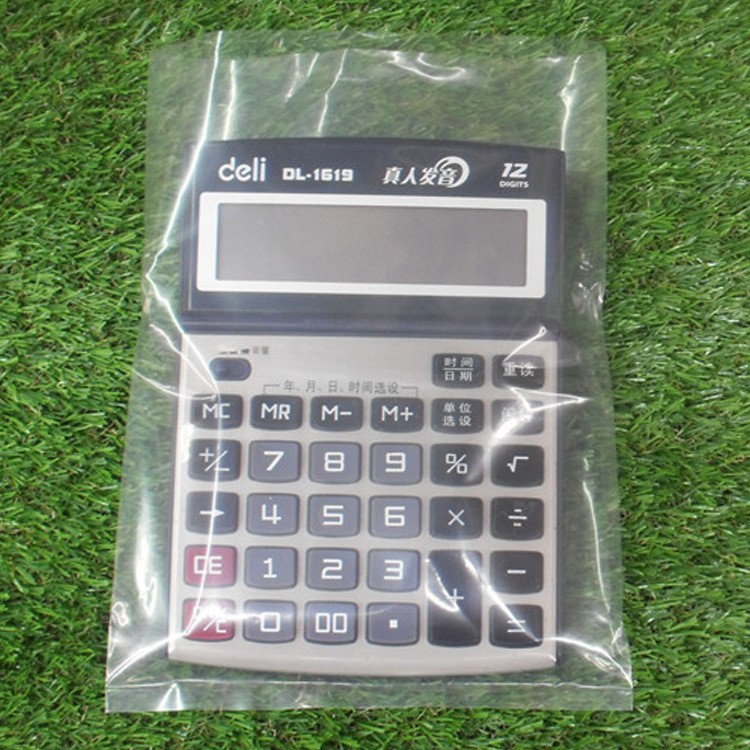 deli DL-1619 真人发音 12 DIGITS
时间 重读
日期
年、月、日、时间选设
MC MR M- M+ 单位选设
+/- 7 8 9 % √
→ 4 5 6 × ÷
CE 1 2 3 + −
0 00 . =